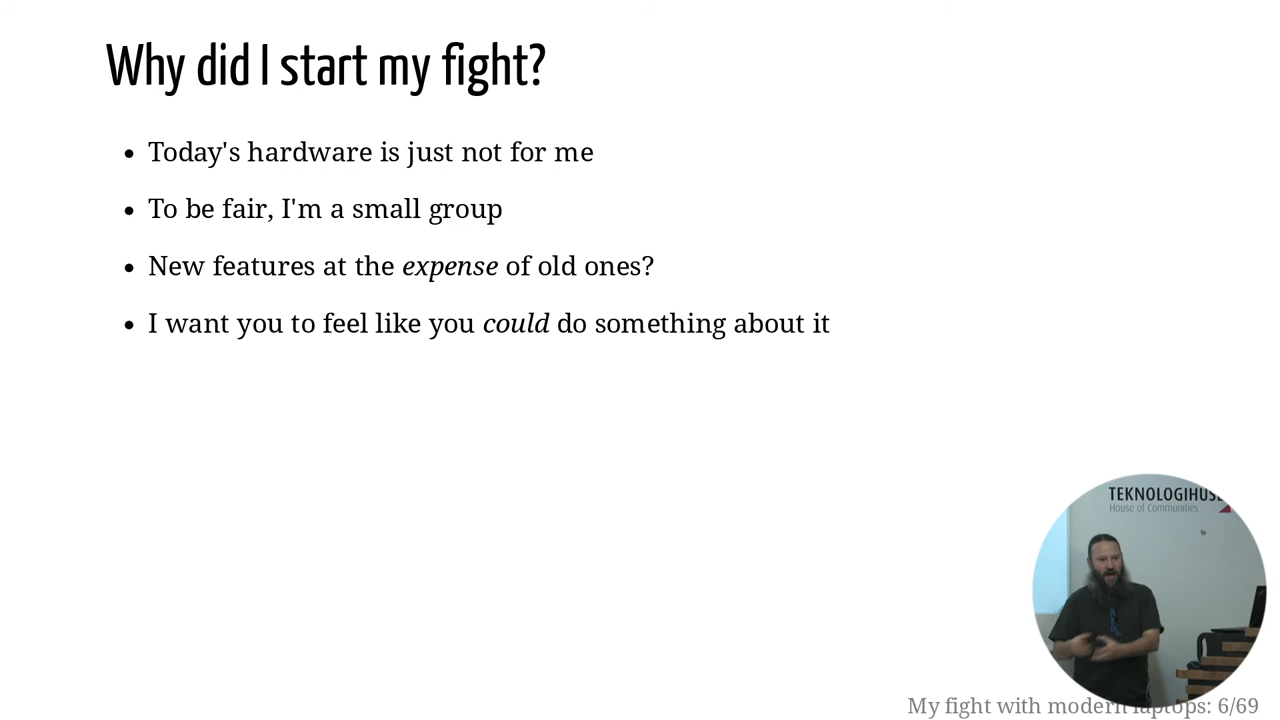 Why did I start my fight?
Today's hardware is just not for me
To be fair, I'm a small group
New features at the expense of old ones?
I want you to feel like you could do something about it
TEKNOLOGIHUSE
House of Communities
My fight with modern laptops: 6/69